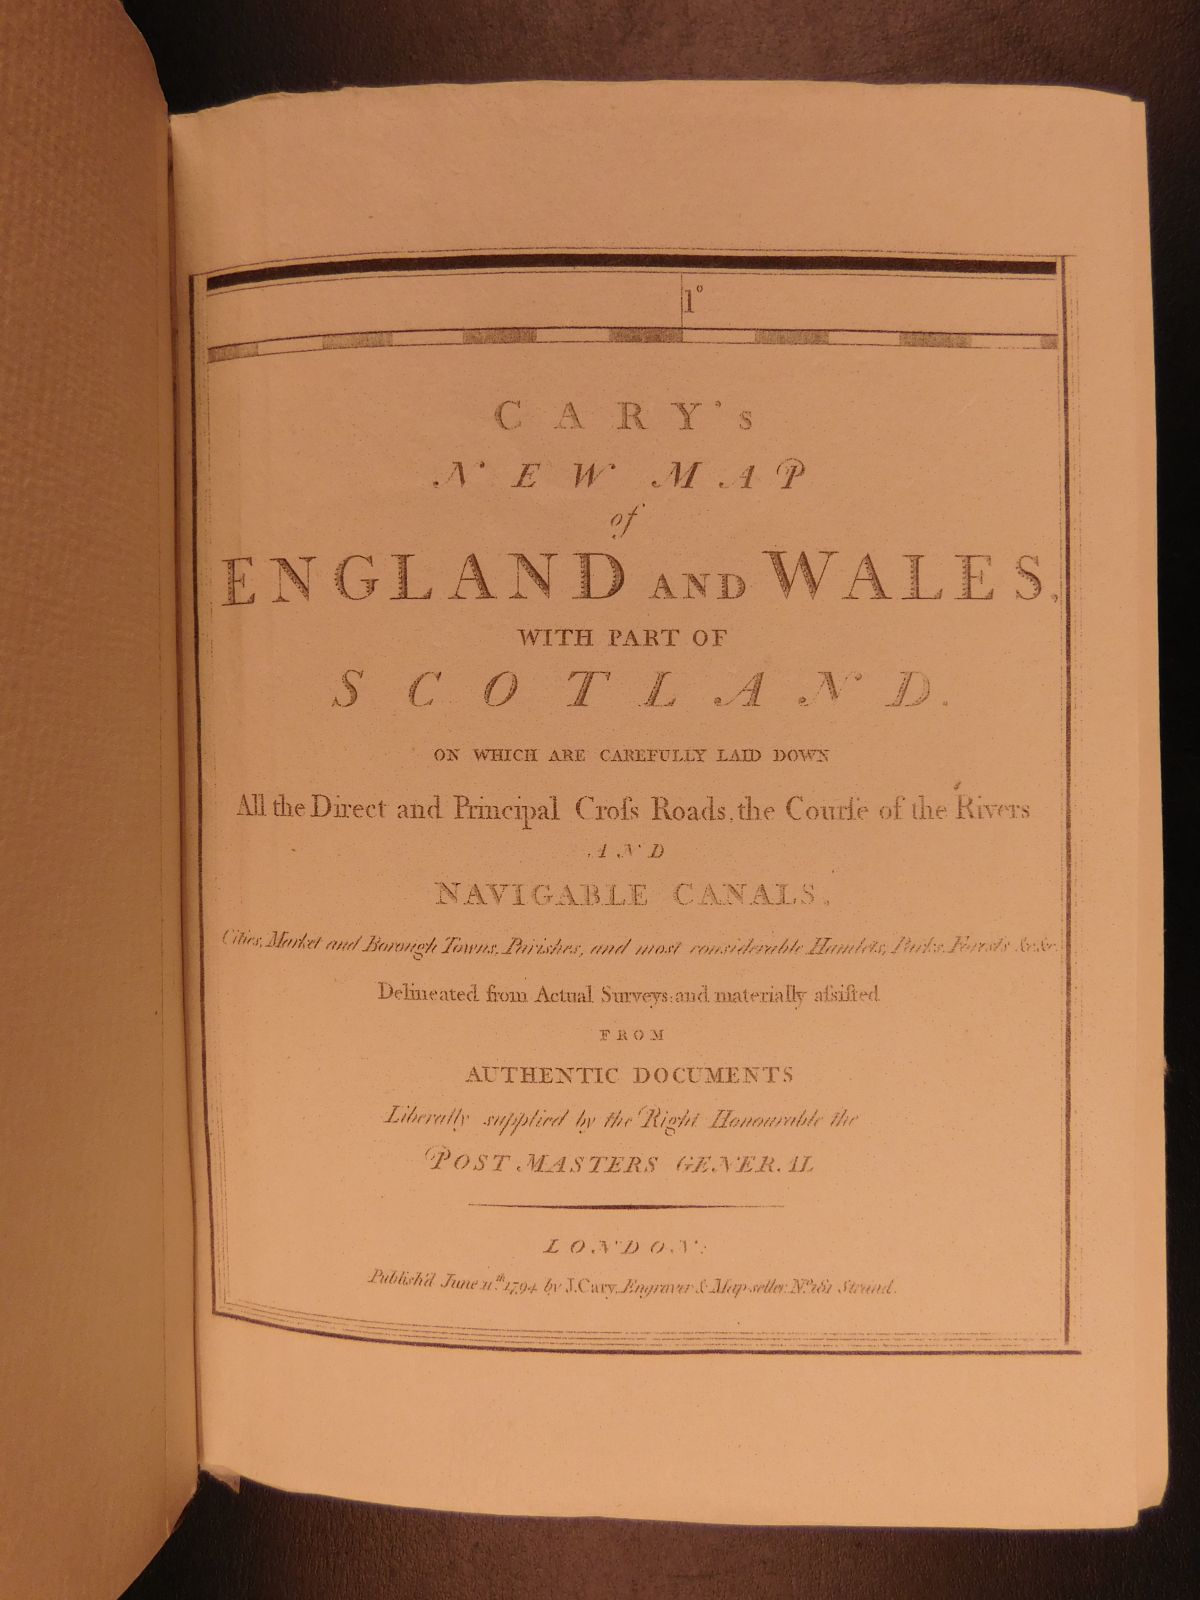 1°
CARY's
NEW MAP
of
ENGLAND AND WALES,
WITH PART OF
SCOTLAND.
ON WHICH ARE CAREFULLY LAID DOWN
All the Direct and Principal Croſs Roads, the Courſe of the Rivers
AND
NAVIGABLE CANALS,
Cities, Market and Borough Towns, Parishes, and most considerable Hamlets, Parks, Forests &c &c.
Delineated from Actual Surveys: and materially aſsiſted
FROM
AUTHENTIC DOCUMENTS
Liberally supplied by the Right Honourable the
POST MASTERS GENERAL
LONDON:
Publish'd June 11th 1794 by J. Cary, Engraver & Map-seller No. 181 Strand.